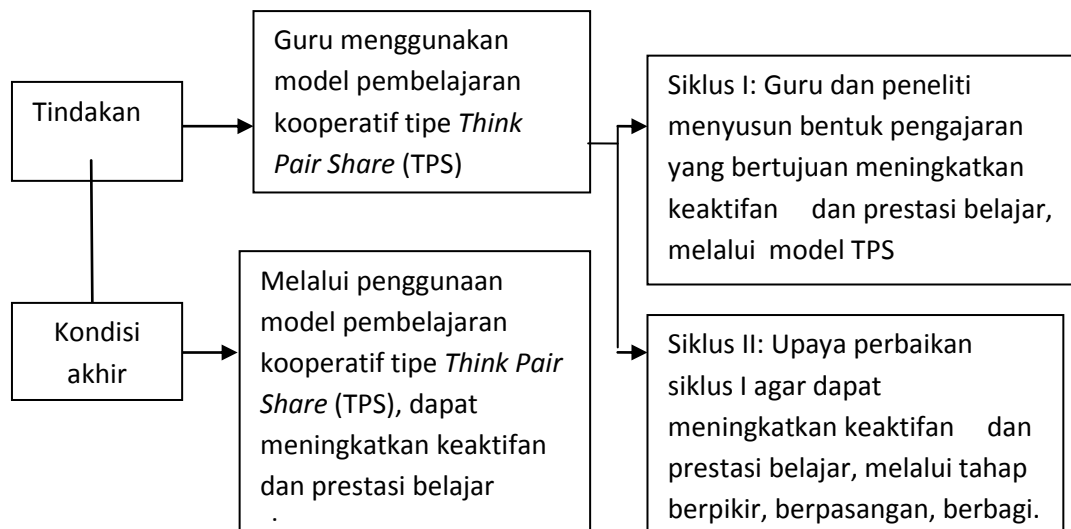 Tindakan
Guru menggunakan
model pembelajaran
kooperatif tipe Think
Pair Share (TPS)
Siklus I: Guru dan peneliti
menyusun bentuk pengajaran
yang bertujuan meningkatkan
keaktifan dan prestasi belajar,
melalui model TPS
Kondisi
akhir
Melalui penggunaan
model pembelajaran
kooperatif tipe Think Pair
Share (TPS), dapat
meningkatkan keaktifan
dan prestasi belajar
Siklus II: Upaya perbaikan
siklus I agar dapat
meningkatkan keaktifan dan
prestasi belajar, melalui tahap
berpikir, berpasangan, berbagi.